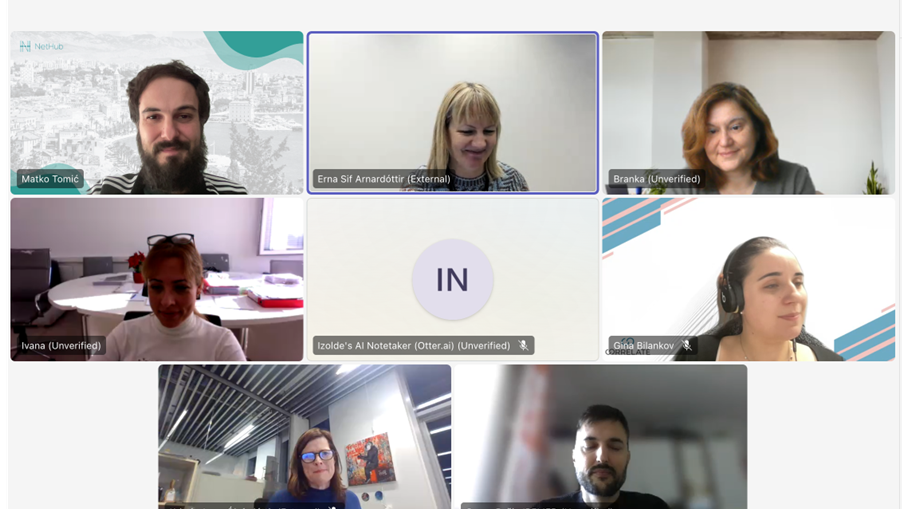 NetHub
Matko Tomić
Erna Sif Arnardóttir (External)
Branka (Unverified)
Ivana (Unverified)
IN
Izolde's AI Notetaker (Otter.ai) (Unverified)
Gina Bilankov
CORRELATE